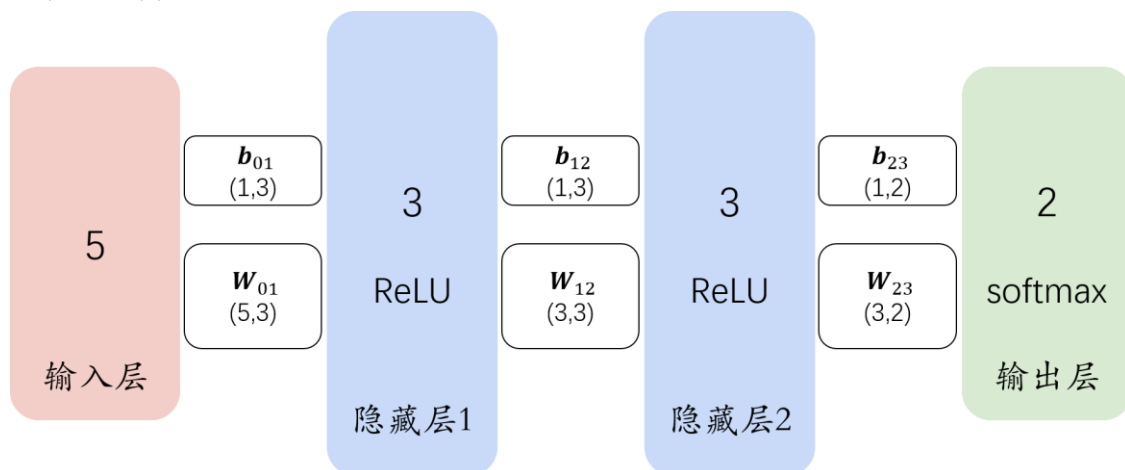 5
输入层
b₀₁
(1,3)
W₀₁
(5,3)
3
ReLU
隐藏层1
b₁₂
(1,3)
W₁₂
(3,3)
3
ReLU
隐藏层2
b₂₃
(1,2)
W₂₃
(3,2)
2
softmax
输出层